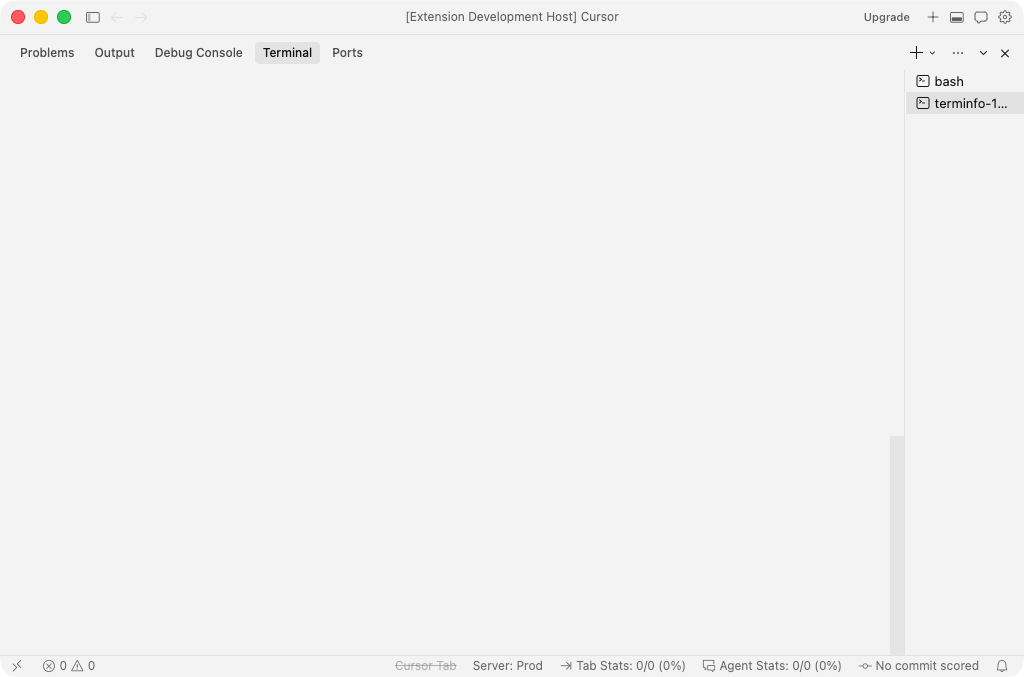 [Extension Development Host] Cursor
Upgrade
Problems Output Debug Console Terminal Ports
bash
terminfo-1...
0 0 Cursor Tab Server: Prod Tab Stats: 0/0 (0%) Agent Stats: 0/0 (0%) No commit scored